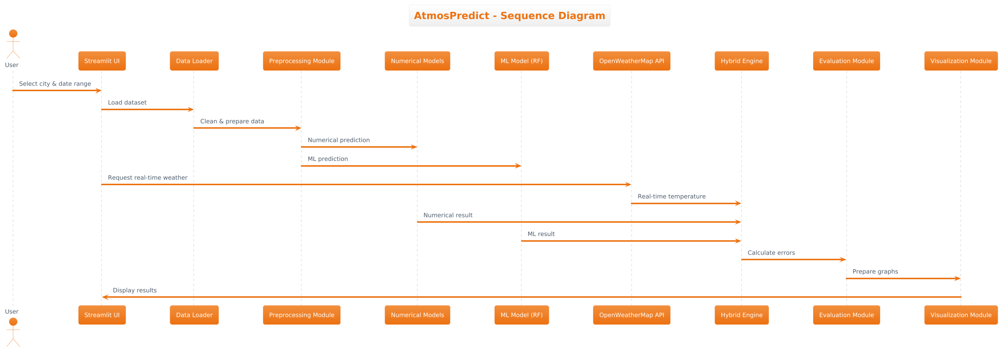 AtmosPredict - Sequence Diagram
User
Streamlit UI
Data Loader
Preprocessing Module
Numerical Models
ML Model (RF)
OpenWeatherMap API
Hybrid Engine
Evaluation Module
Visualization Module
Select city & date range
Load dataset
Clean & prepare data
Numerical prediction
ML prediction
Request real-time weather
Real-time temperature
Numerical result
ML result
Calculate errors
Prepare graphs
Display results
User
Streamlit UI
Data Loader
Preprocessing Module
Numerical Models
ML Model (RF)
OpenWeatherMap API
Hybrid Engine
Evaluation Module
Visualization Module